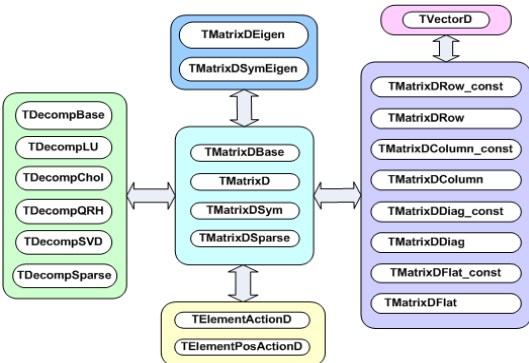 TMatrixDEigen
TMatrixDSymEigen
TVectorD
TDecompBase
TDecompLU
TDecompChol
TDecompQRH
TDecompSVD
TDecompSparse
TMatrixDBase
TMatrixD
TMatrixDSym
TMatrixDSparse
TMatrixDRow_const
TMatrixDRow
TMatrixDColumn_const
TMatrixDColumn
TMatrixDDiag_const
TMatrixDDiag
TMatrixDFlat_const
TMatrixDFlat
TElementActionD
TElementPosActionD